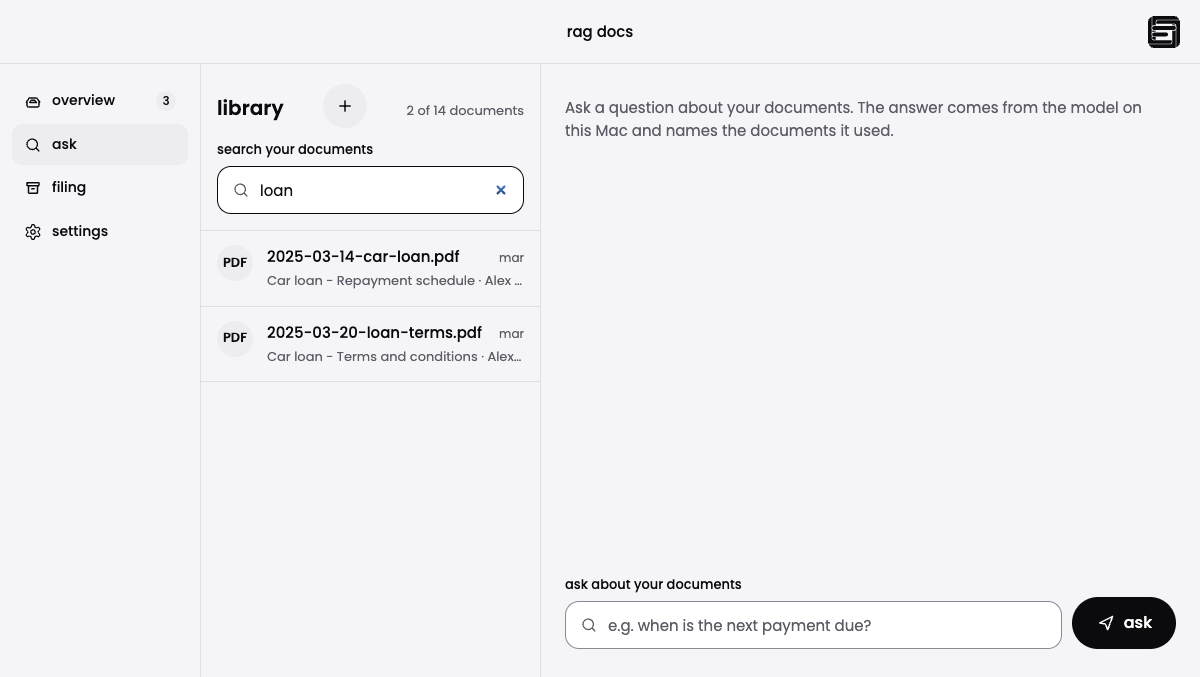 rag docs
overview 3
ask
filing
settings
library + 2 of 14 documents
search your documents
loan
PDF 2025-03-14-car-loan.pdf mar
Car loan - Repayment schedule · Alex ...
PDF 2025-03-20-loan-terms.pdf mar
Car loan - Terms and conditions · Alex...
Ask a question about your documents. The answer comes from the model on
this Mac and names the documents it used.
ask about your documents
e.g. when is the next payment due?
ask